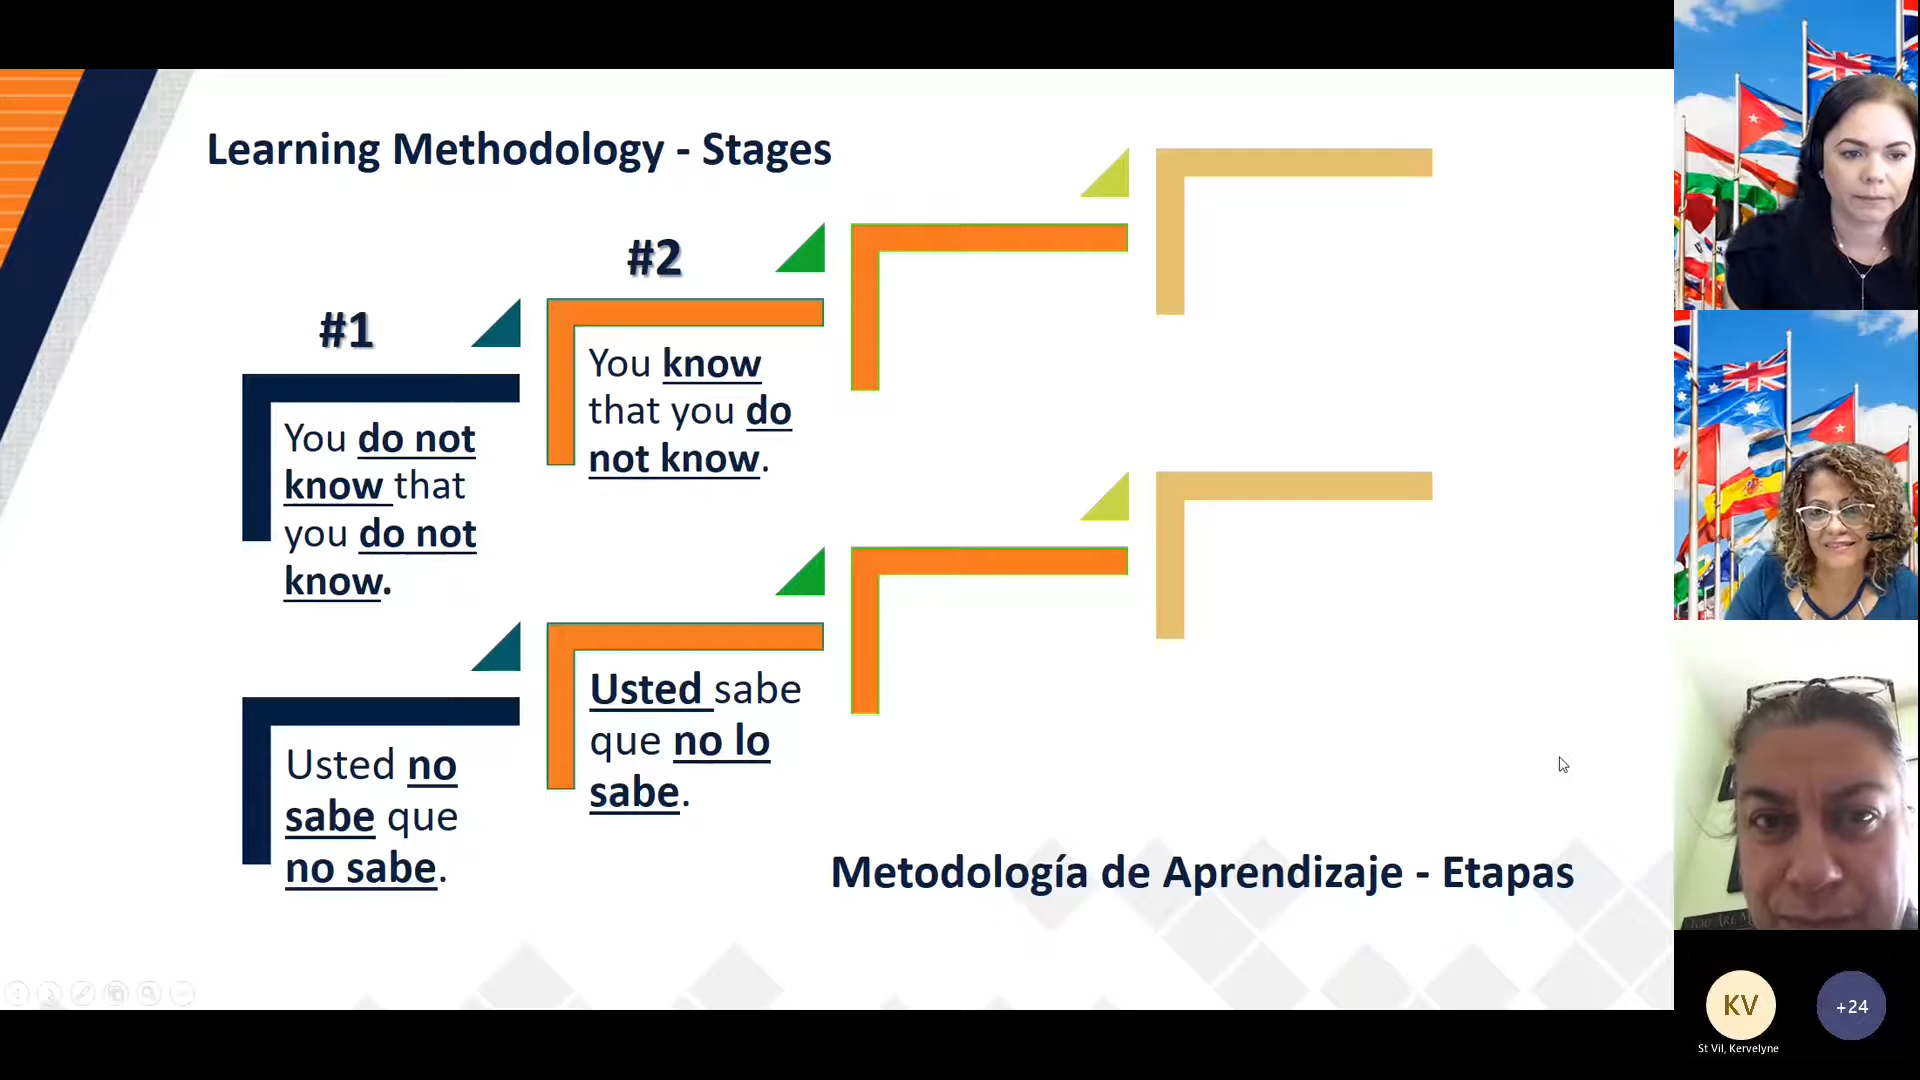 Learning Methodology - Stages
#2
#1
You know
that you do
not know.
You do not
know that
you do not
know.
Usted sabe
que no lo
sabe.
Usted no
sabe que
no sabe.
Metodología de Aprendizaje - Etapas
KV
+24
St Vil, Kervelyne